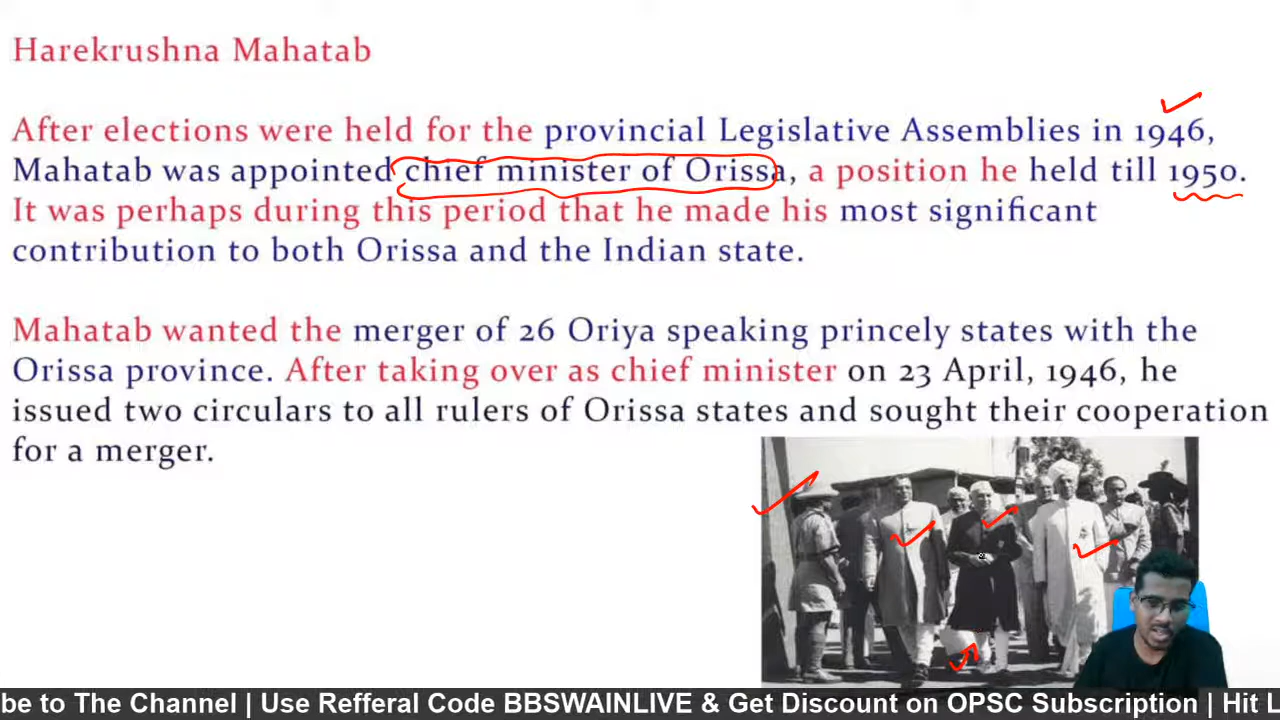 Harekrushna Mahatab
After elections were held for the provincial Legislative Assemblies in 1946,
Mahatab was appointed chief minister of Orissa, a position he held till 1950.
It was perhaps during this period that he made his most significant
contribution to both Orissa and the Indian state.
Mahatab wanted the merger of 26 Oriya speaking princely states with the
Orissa province. After taking over as chief minister on 23 April, 1946, he
issued two circulars to all rulers of Orissa states and sought their cooperation
for a merger.
be to The Channel | Use Refferal Code BBSWAINLIVE & Get Discount on OPSC Subscription | Hit L